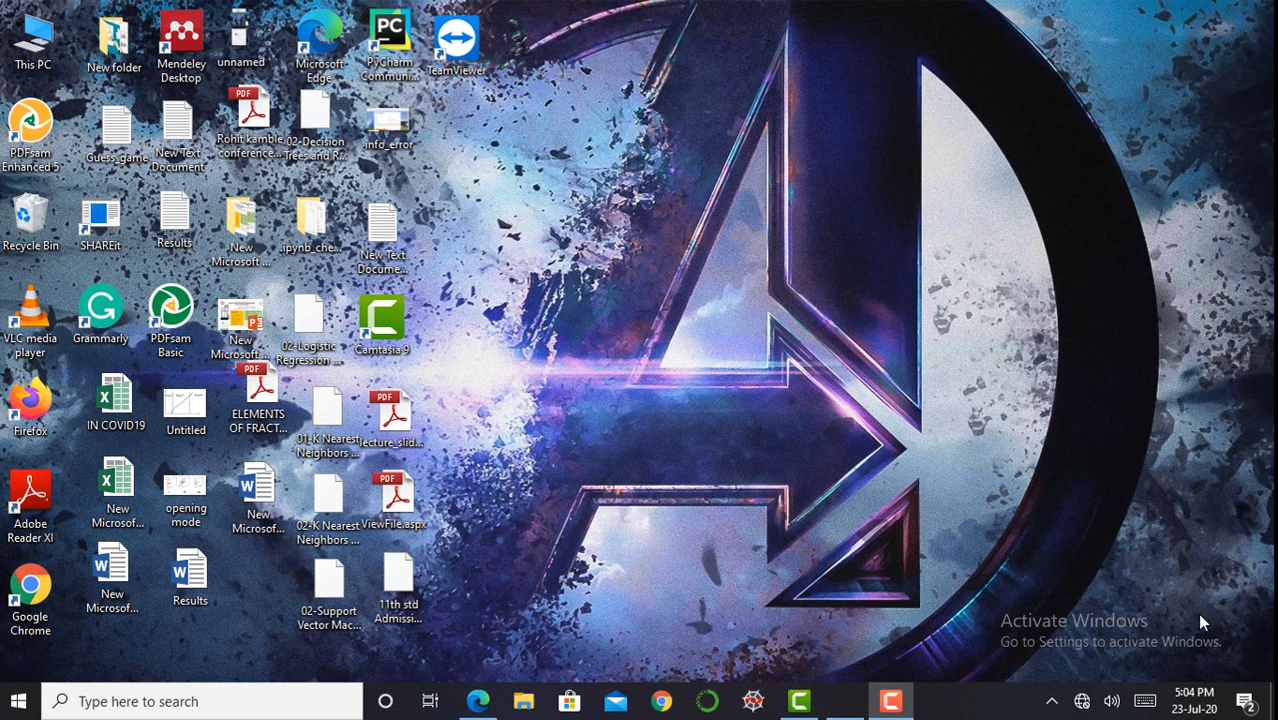 This PC
New folder
Mendeley
Desktop
unnamed
Microsoft
Edge
PyCharm
Communi...
TeamViewer
PDFsam
Enhanced 5
Guess_game
New Text
Document
PDF
Rohit kamble
conference...
02-Decision
Trees and R...
info_error
Recycle Bin
SHAREit
Results
New
Microsoft ...
.ipynb_che...
New Text
Docume...
VLC media
player
Grammarly
PDFsam
Basic
New
Microsoft ...
02-Logistic
Regression ...
Camtasia 9
Firefox
IN COVID19
Untitled
PDF
ELEMENTS
OF FRACT...
01-K Nearest
Neighbors ...
PDF
lecture_slid...
Adobe
Reader XI
New
Microsof...
opening
mode
New
Microsof...
02-K Nearest
Neighbors ...
PDF
ViewFile.aspx
Google
Chrome
New
Microsof...
Results
02-Support
Vector Mac...
11th std
Admissi...
Activate Windows
Go to Settings to activate Windows.
Type here to search
5:04 PM
23-Jul-20
2